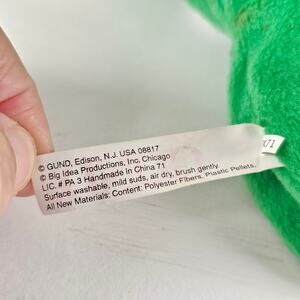 © GUND, Edison, N.J. USA 08817
© Big Idea Productions, Inc. Chicago
LIC. # PA 3 Handmade In China 71
Surface washable, mild suds, air dry, brush gently.
All New Materials: Content: Polyester Fibers, Plastic Pellets.